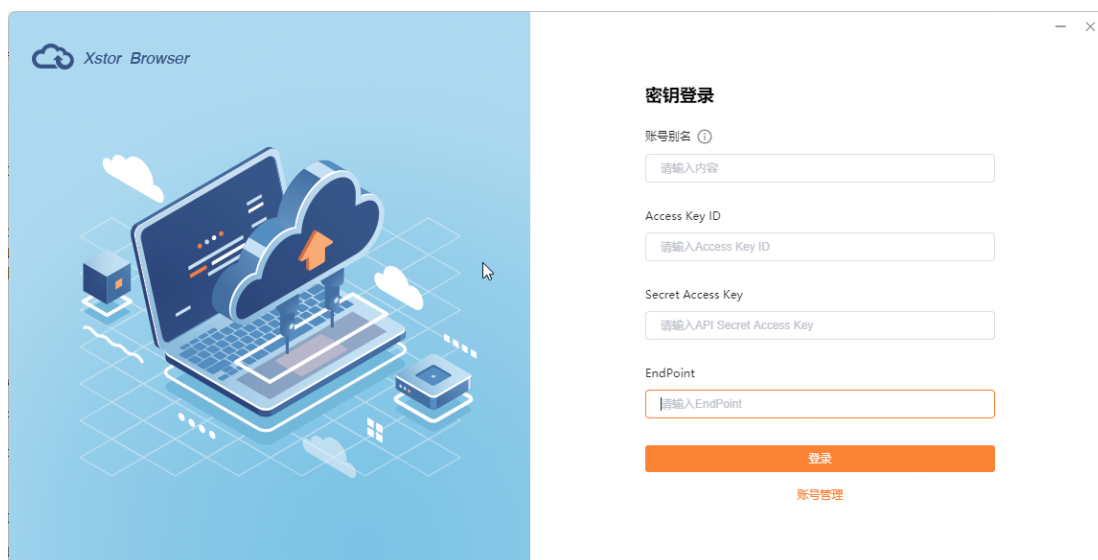 Xstor Browser
密钥登录
账号别名
请输入内容
Access Key ID
请输入Access Key ID
Secret Access Key
请输入API Secret Access Key
EndPoint
请输入EndPoint
登录
账号管理